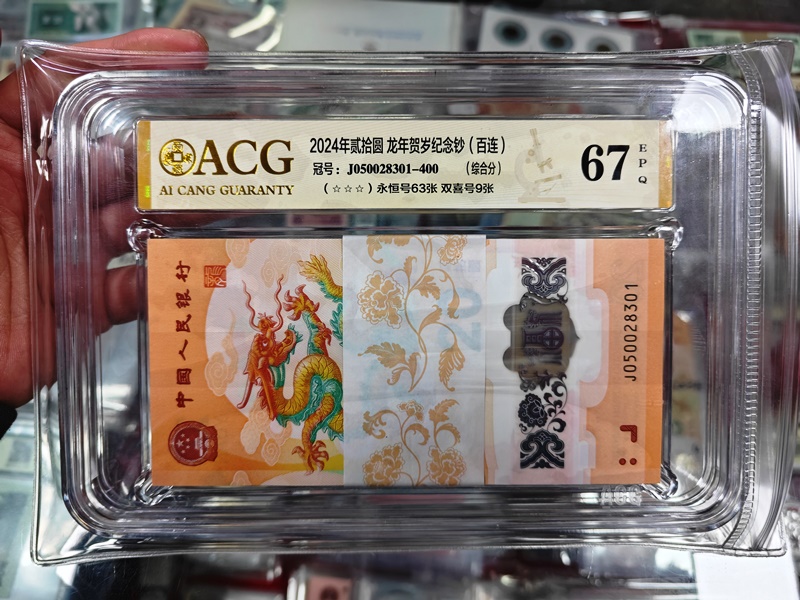 ACG
AI CANG GUARANTY
2024年贰拾圆 龙年贺岁纪念钞（百连）
冠号：J050028301-400 （综合分）
（☆☆☆）永恒号63张 双喜号9张
67
EPQ
中国人民银行
J050028301
20